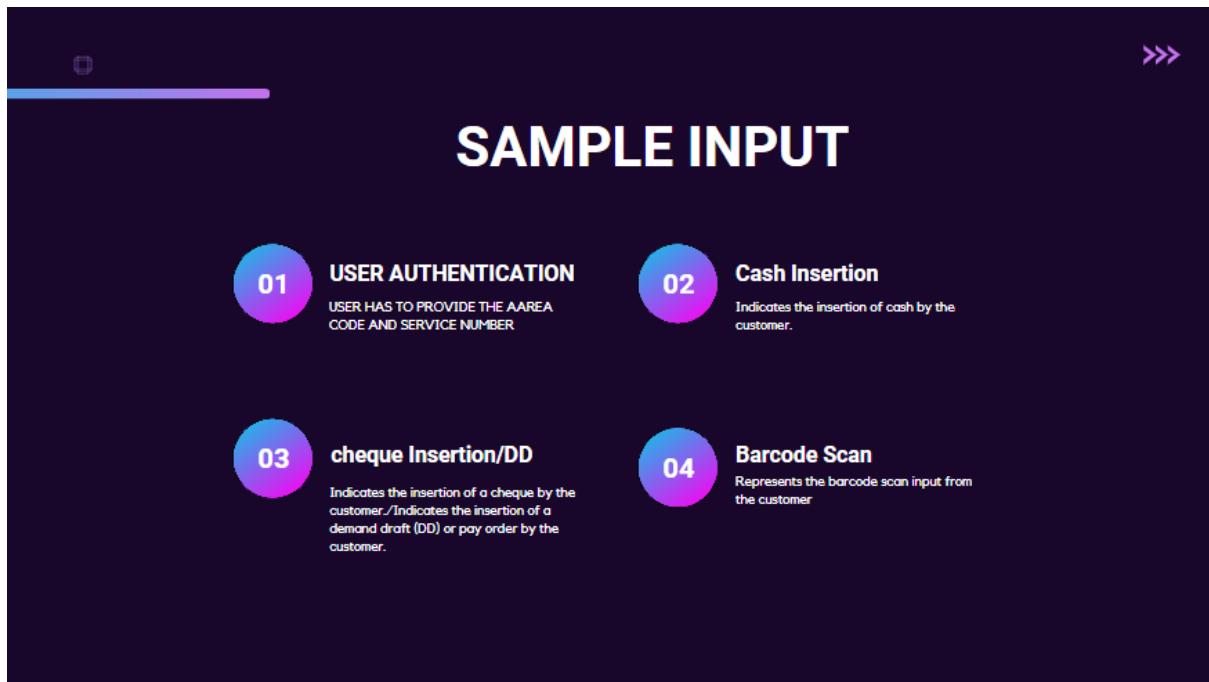 SAMPLE INPUT
01
USER AUTHENTICATION
USER HAS TO PROVIDE THE AAREA
CODE AND SERVICE NUMBER
02
Cash Insertion
Indicates the insertion of cash by the
customer.
03
cheque Insertion/DD
Indicates the insertion of a cheque by the
customer./Indicates the insertion of a
demand draft (DD) or pay order by the
customer.
04
Barcode Scan
Represents the barcode scan input from
the customer